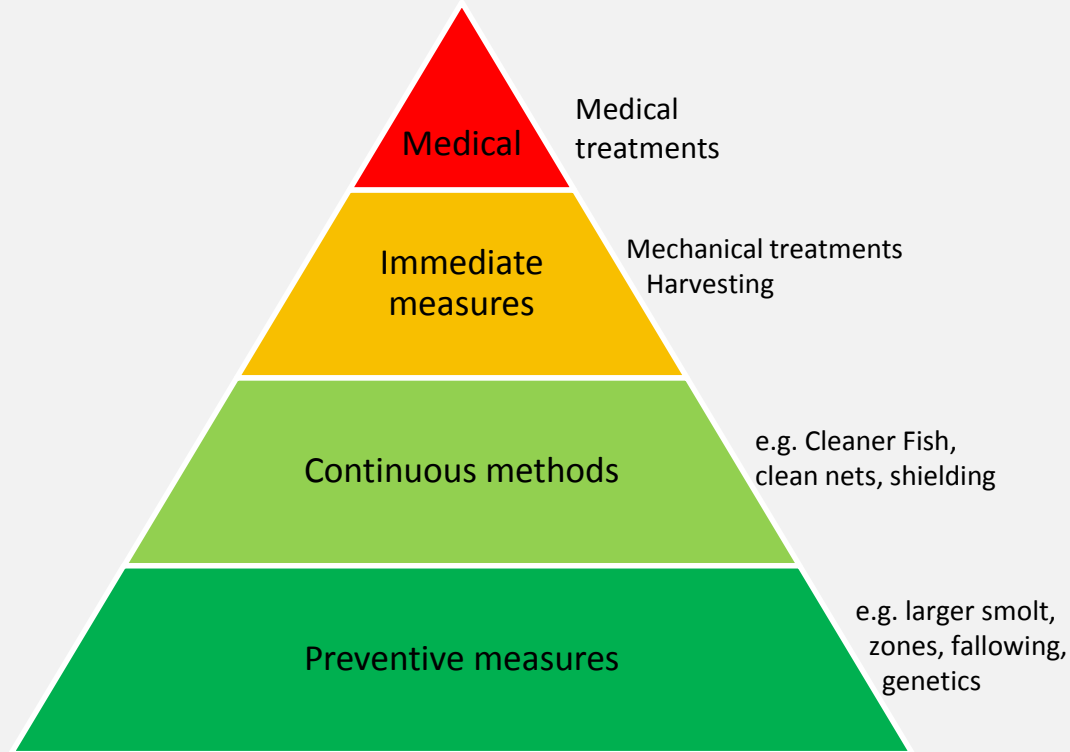 Medical
Medical
treatments
Immediate
measures
Mechanical treatments
Harvesting
Continuous methods
e.g. Cleaner Fish,
clean nets, shielding
Preventive measures
e.g. larger smolt,
zones, fallowing,
genetics